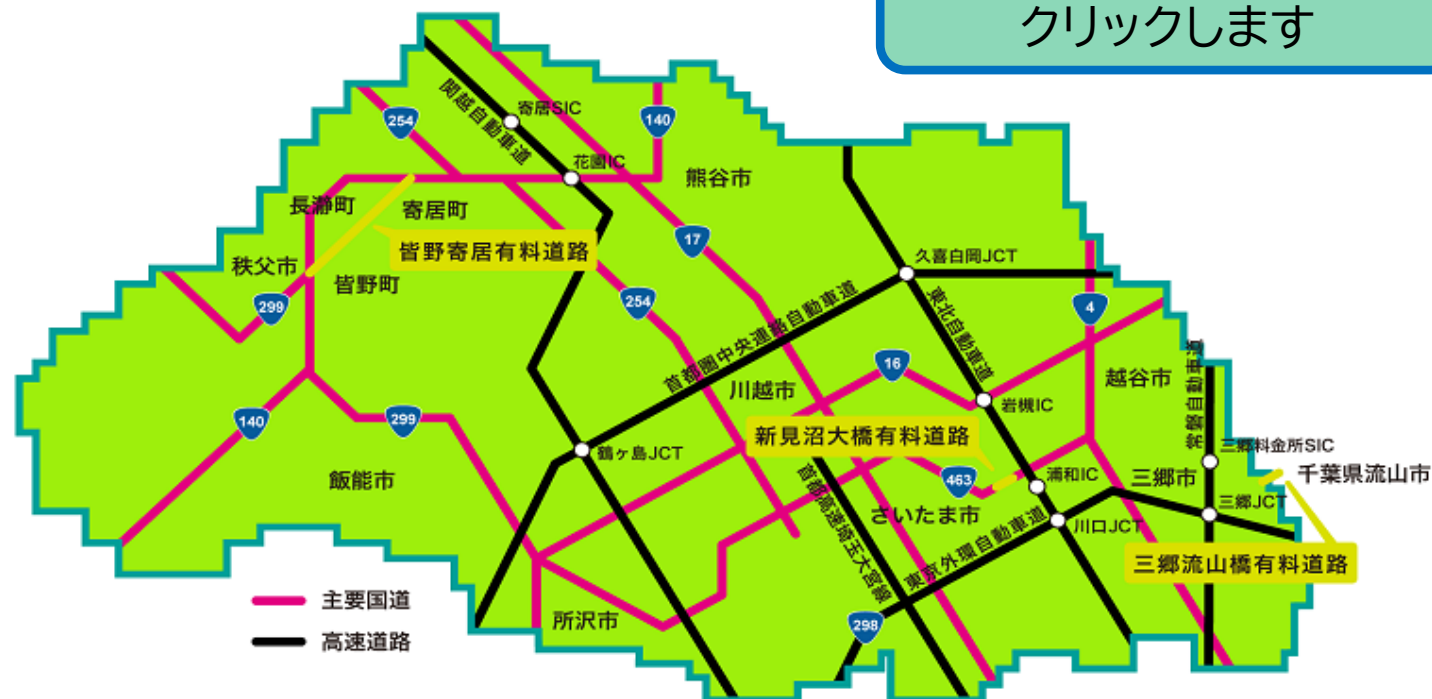 クリックします
関越自動車道
寄居SIC
254
140
花園IC
熊谷市
長瀞町
寄居町
17
皆野寄居有料道路
久喜白岡JCT
秩父市
皆野町
299
254
4
首都圏中央連絡自動車道
東北自動車道
16
川越市
越谷市
常磐自動車道
岩槻IC
140
299
新見沼大橋有料道路
鶴ヶ島JCT
三郷料金所SIC
飯能市
463
浦和IC
三郷市
千葉県流山市
首都高速埼玉大宮線
さいたま市
三郷JCT
川口JCT
東京外環自動車道
三郷流山橋有料道路
主要国道
所沢市
298
高速道路